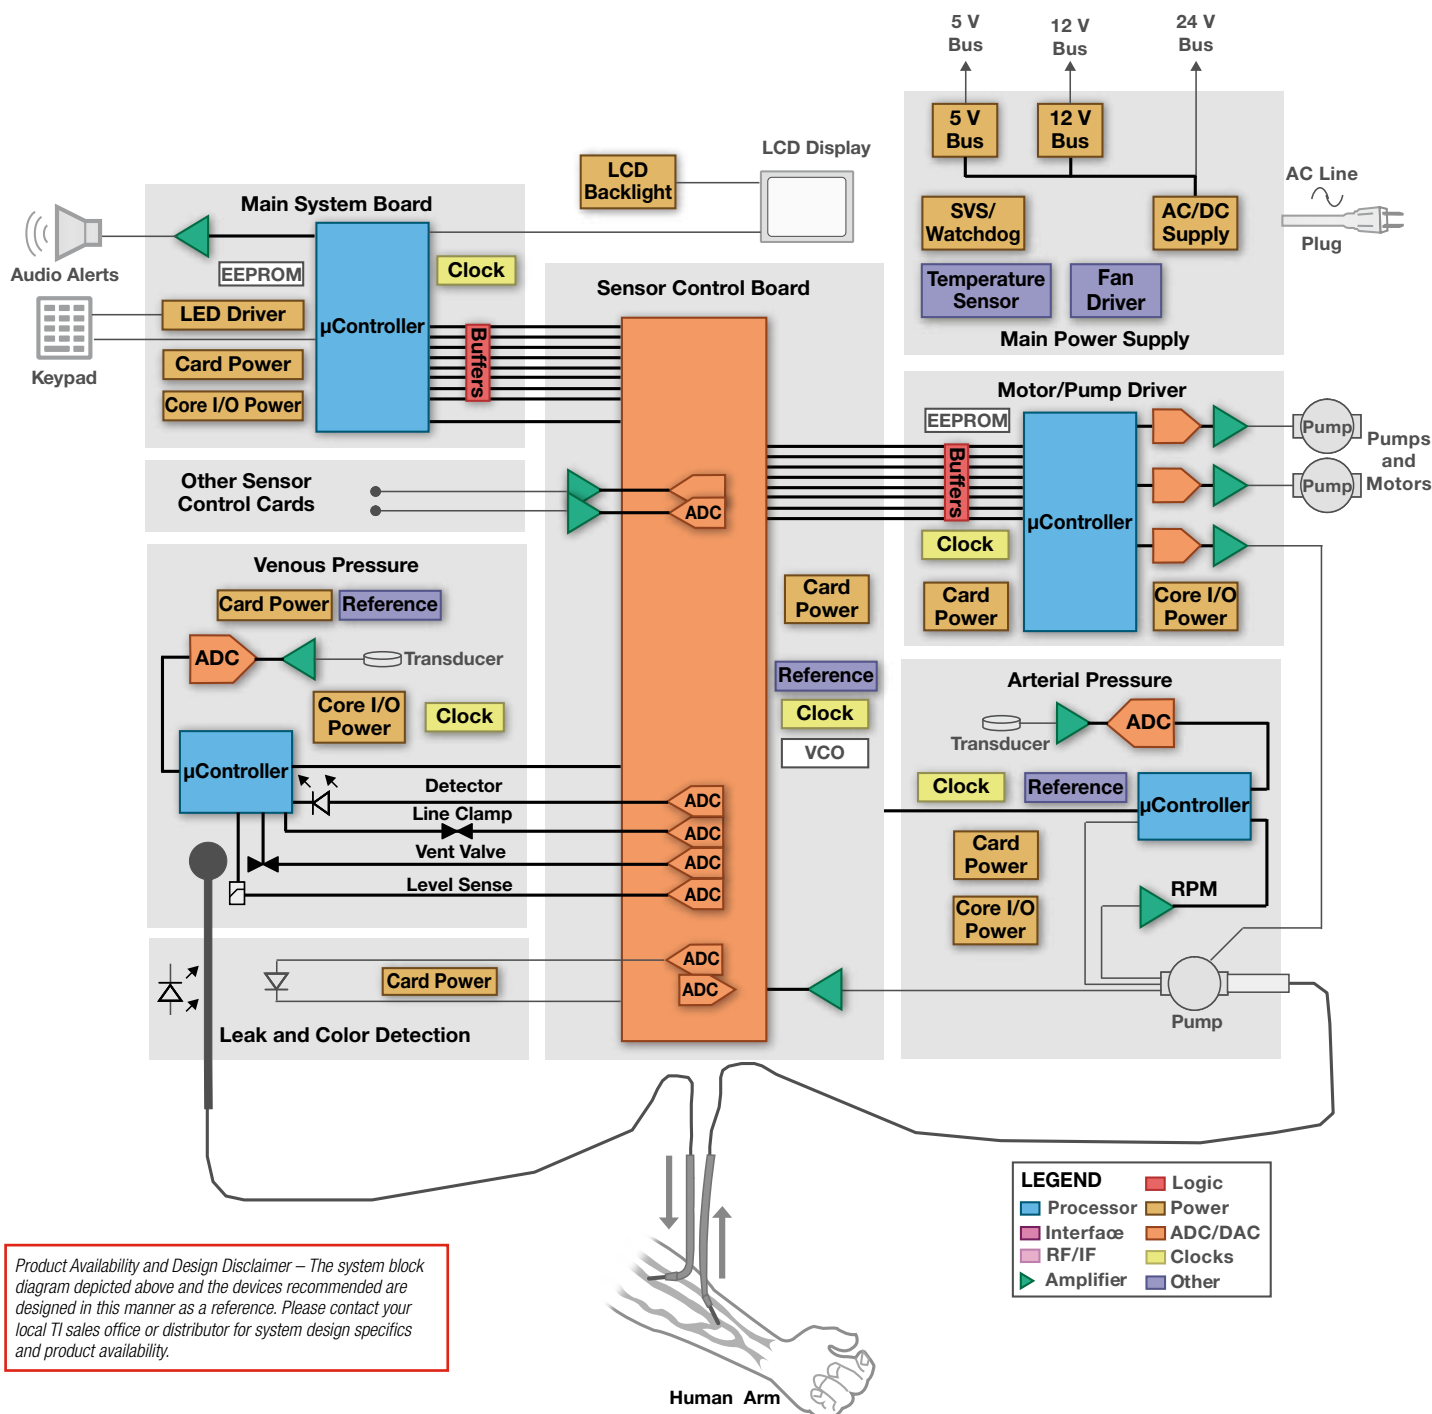 5 V
Bus
12 V
Bus
24 V
Bus
5 V
Bus
12 V
Bus
SVS/
Watchdog
AC/DC
Supply
Temperature
Sensor
Fan
Driver
Main Power Supply
AC Line
Plug
LCD
Backlight
LCD Display
Main System Board
Audio Alerts
EEPROM
Clock
LED Driver
µController
Buffers
Keypad
Card Power
Core I/O Power
Sensor Control Board
Other Sensor
Control Cards
ADC
Motor/Pump Driver
EEPROM
Buffers
µController
Clock
Card
Power
Core I/O
Power
Pump
Pump
Pumps
and
Motors
Venous Pressure
Card Power
Reference
ADC
Transducer
Core I/O
Power
Clock
µController
Detector
Line Clamp
Vent Valve
Level Sense
ADC
ADC
ADC
ADC
Card
Power
Reference
Clock
VCO
Arterial Pressure
ADC
Transducer
Clock
Reference
µController
Card
Power
RPM
Core I/O
Power
Pump
ADC
ADC
Card Power
Leak and Color Detection
LEGEND
Logic
Processor
Power
Interface
ADC/DAC
RF/IF
Clocks
Amplifier
Other
Product Availability and Design Disclaimer – The system block
diagram depicted above and the devices recommended are
designed in this manner as a reference. Please contact your
local TI sales office or distributor for system design specifics
and product availability.
Human Arm